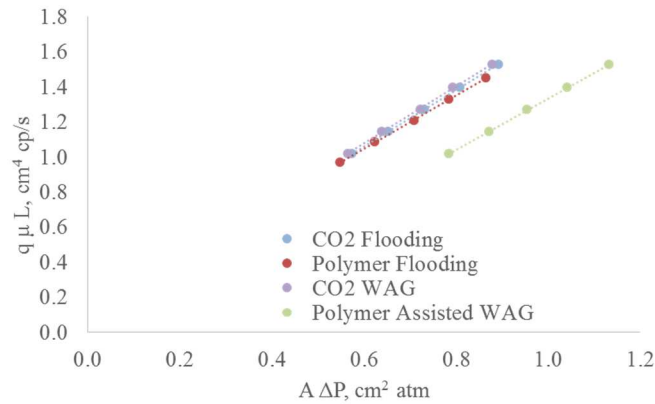 1.8
1.6
1.4
1.2
1.0
0.8
0.6
0.4
0.2
0.0
q μ L, cm⁴ cp/s
CO2 Flooding
Polymer Flooding
CO2 WAG
Polymer Assisted WAG
0.0 0.2 0.4 0.6 0.8 1.0 1.2
A ΔP, cm² atm